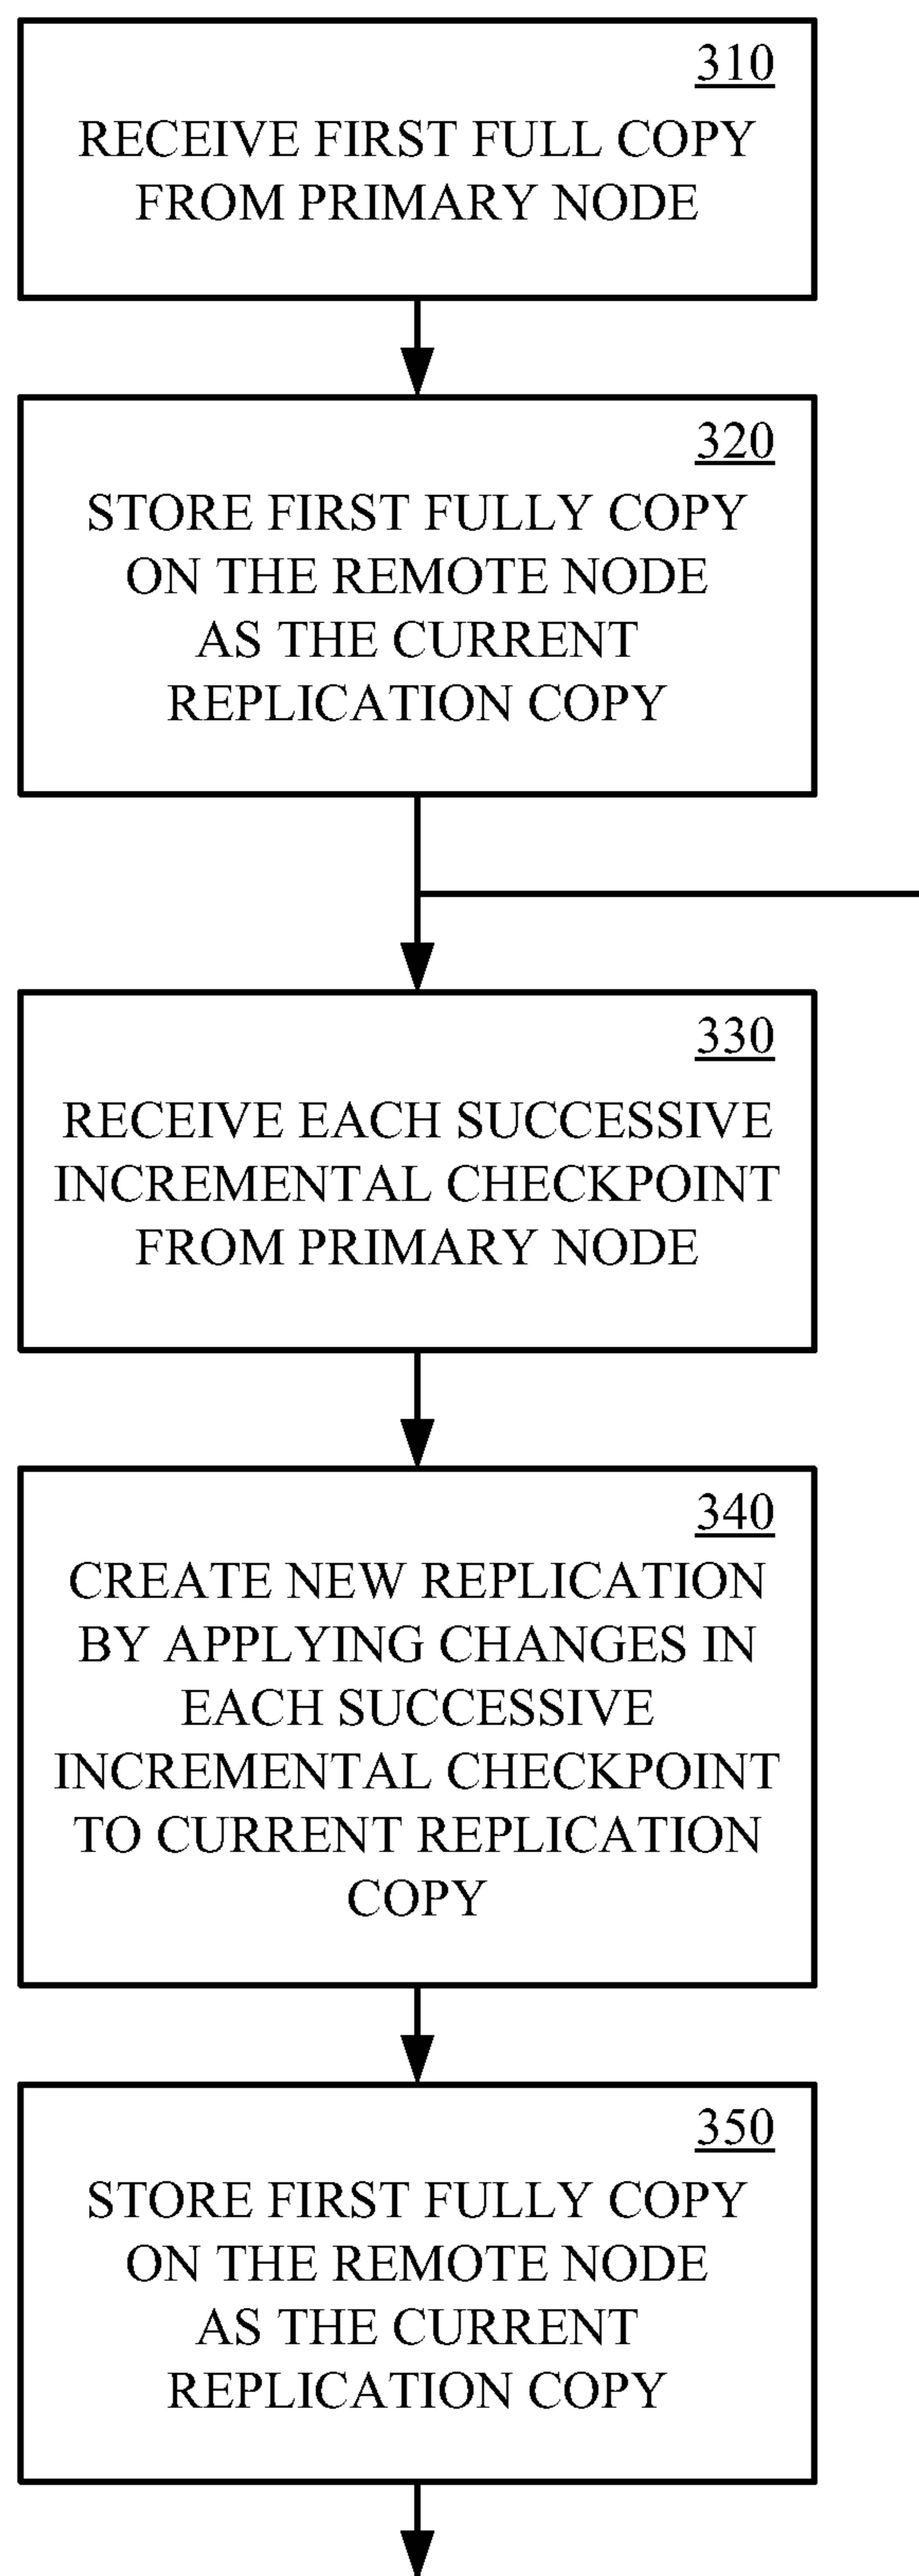 310
RECEIVE FIRST FULL COPY
FROM PRIMARY NODE
320
STORE FIRST FULLY COPY
ON THE REMOTE NODE
AS THE CURRENT
REPLICATION COPY
330
RECEIVE EACH SUCCESSIVE
INCREMENTAL CHECKPOINT
FROM PRIMARY NODE
340
CREATE NEW REPLICATION
BY APPLYING CHANGES IN
EACH SUCCESSIVE
INCREMENTAL CHECKPOINT
TO CURRENT REPLICATION
COPY
350
STORE FIRST FULLY COPY
ON THE REMOTE NODE
AS THE CURRENT
REPLICATION COPY